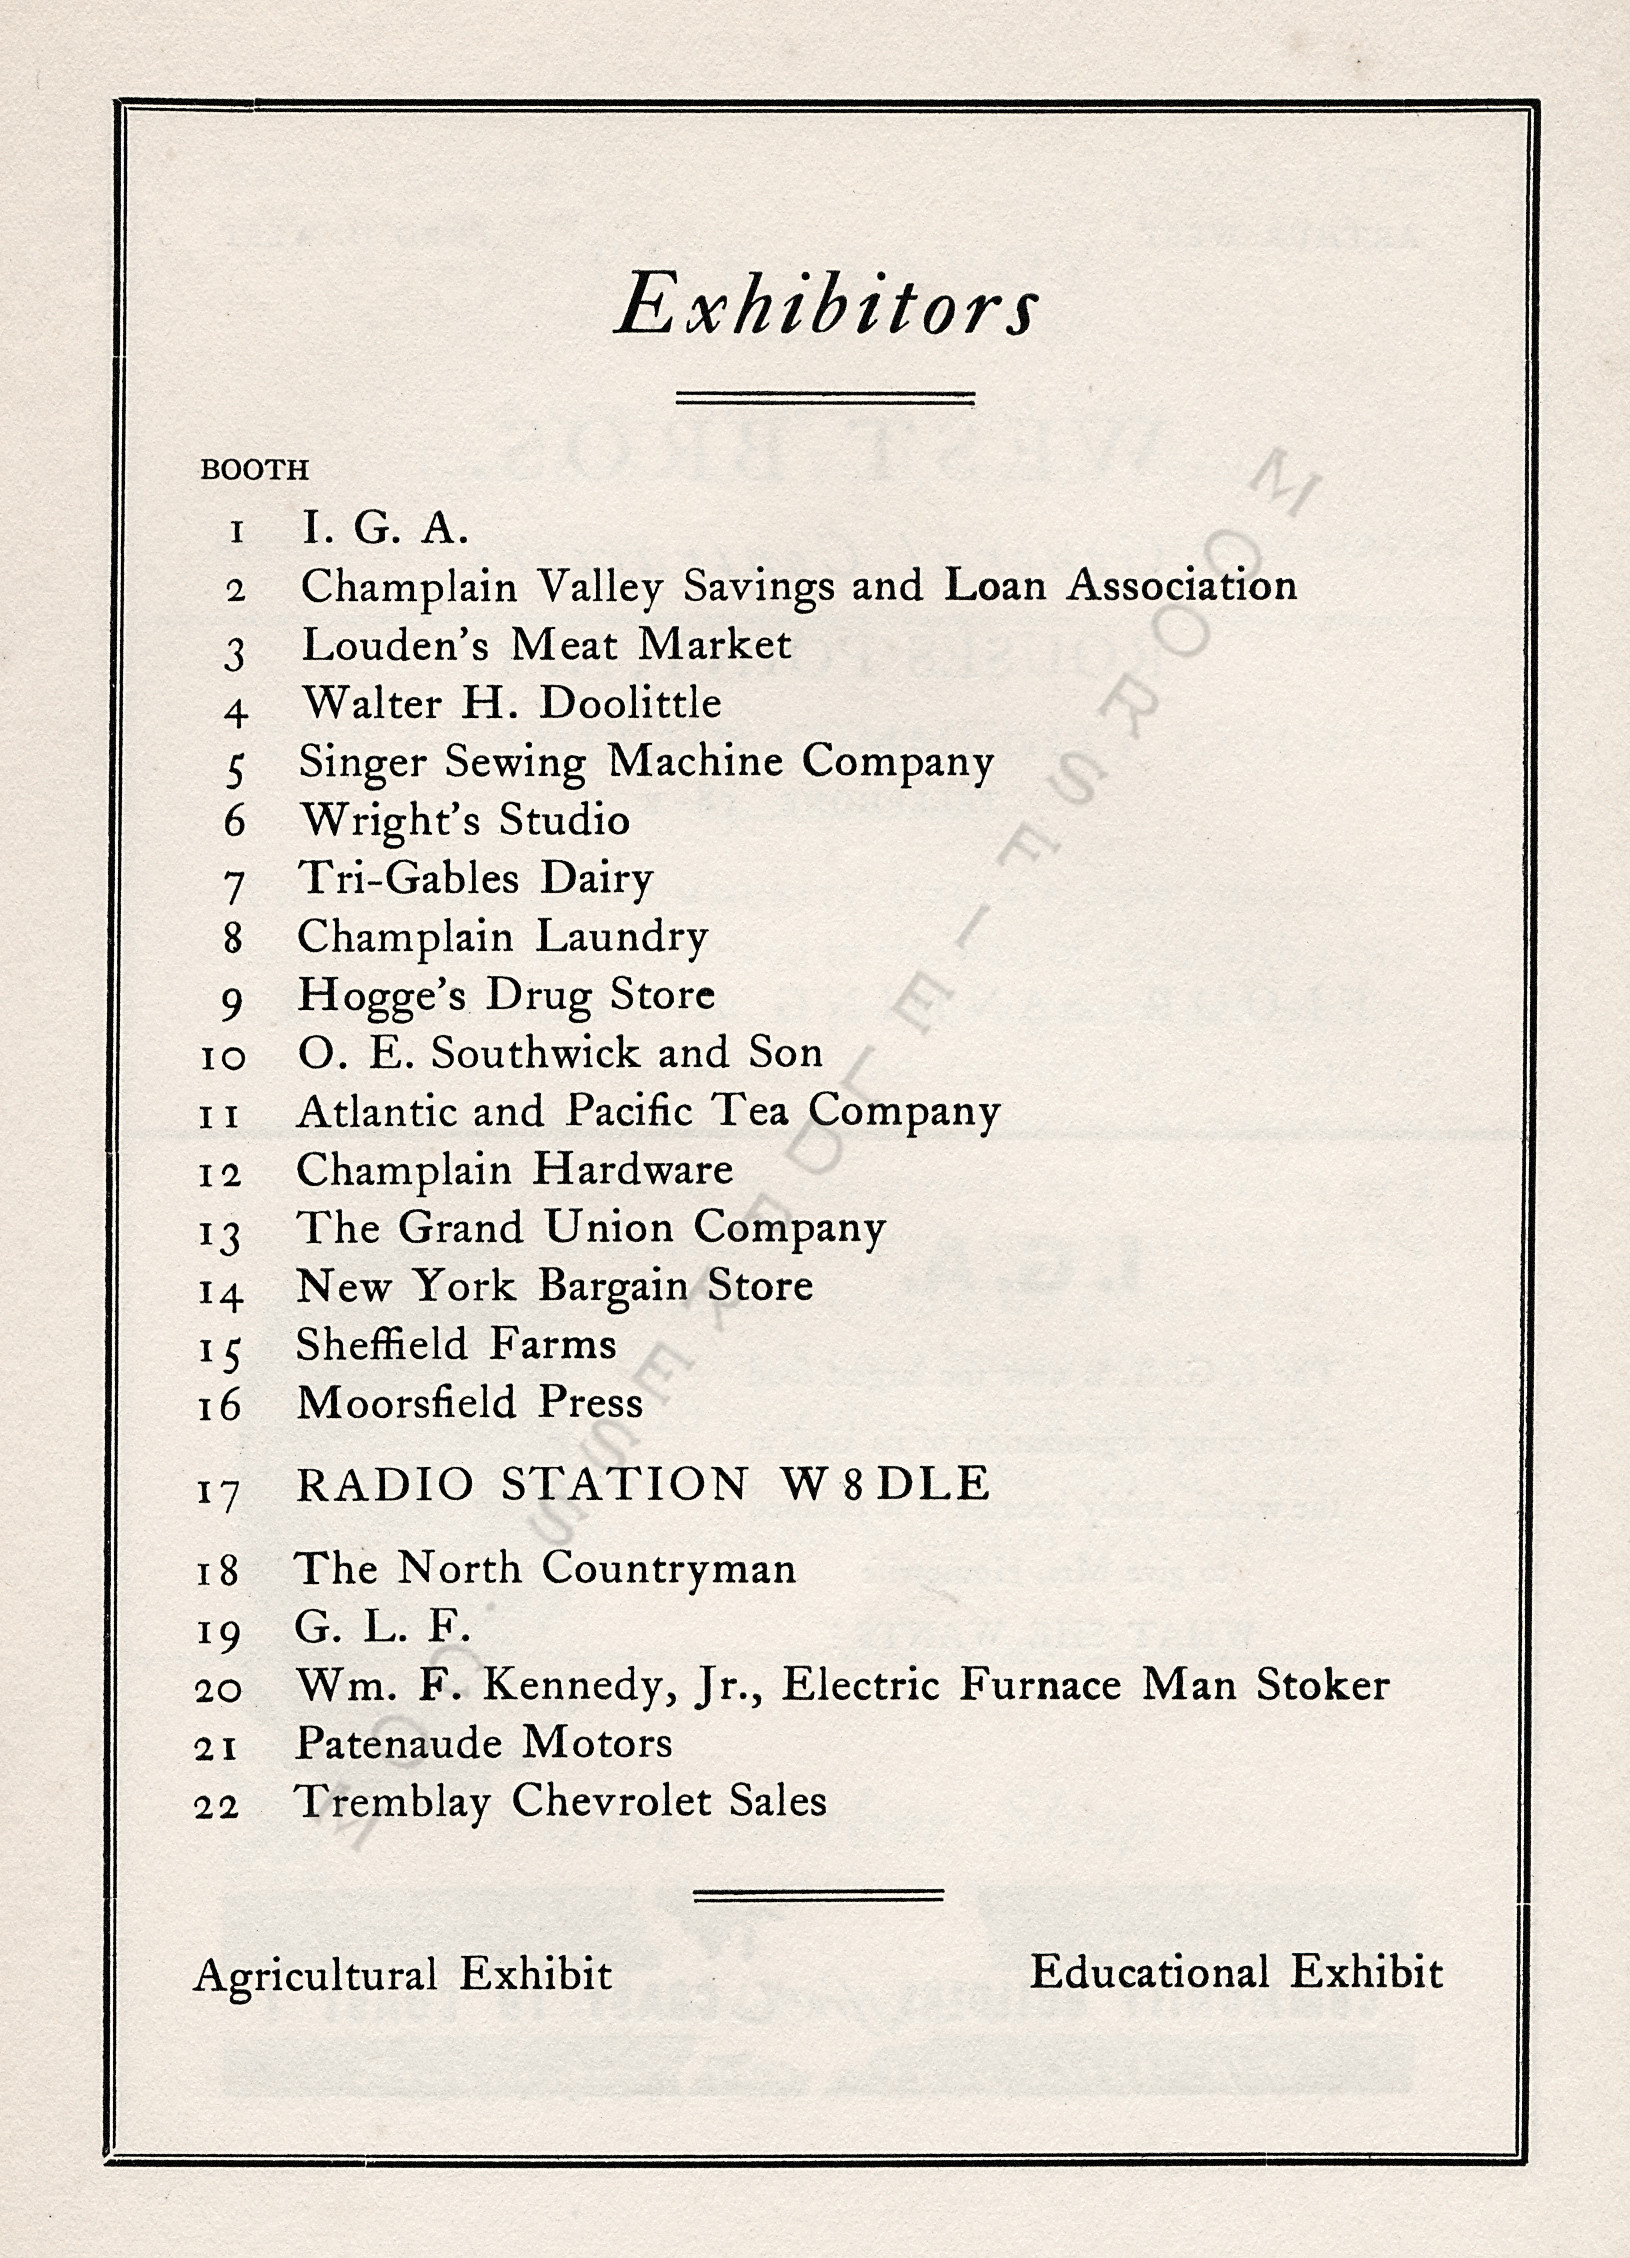 Exhibitors
BOOTH
1 I. G. A.
2 Champlain Valley Savings and Loan Association
3 Louden's Meat Market
4 Walter H. Doolittle
5 Singer Sewing Machine Company
6 Wright's Studio
7 Tri-Gables Dairy
8 Champlain Laundry
9 Hogge's Drug Store
10 O. E. Southwick and Son
11 Atlantic and Pacific Tea Company
12 Champlain Hardware
13 The Grand Union Company
14 New York Bargain Store
15 Sheffield Farms
16 Moorsfield Press
17 RADIO STATION W8DLE
18 The North Countryman
19 G. L. F.
20 Wm. F. Kennedy, Jr., Electric Furnace Man Stoker
21 Patenaude Motors
22 Tremblay Chevrolet Sales
Agricultural Exhibit Educational Exhibit
MOORSFIELDPRESS.COM